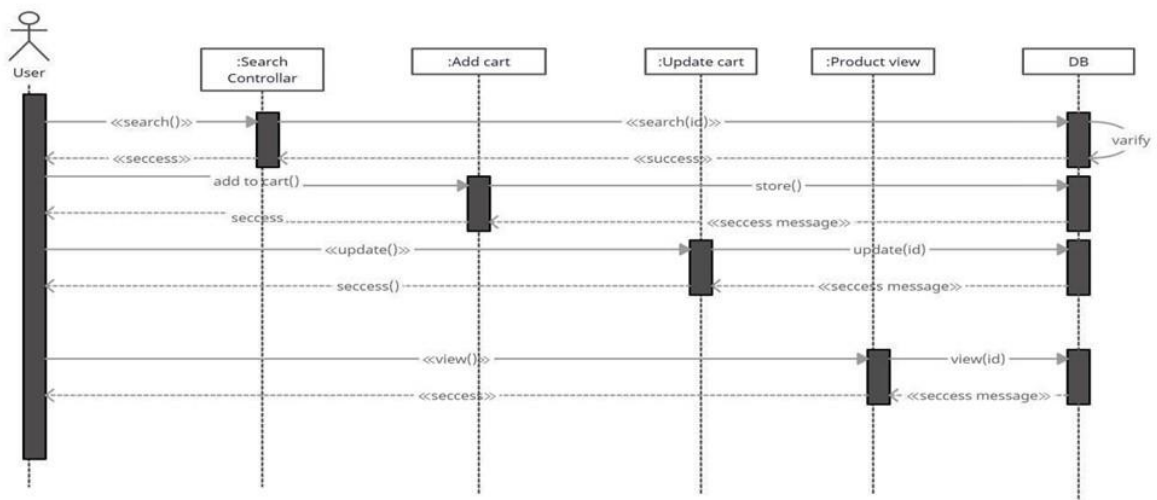 User
:Search
Controllar
:Add cart
:Update cart
:Product view
DB
«search()»
«search(id)»
varify
«seccess»
«success»
add to cart()
store()
seccess
«seccess message»
«update()»
update(id)
seccess()
«seccess message»
«view()»
view(id)
«seccess»
«seccess message»